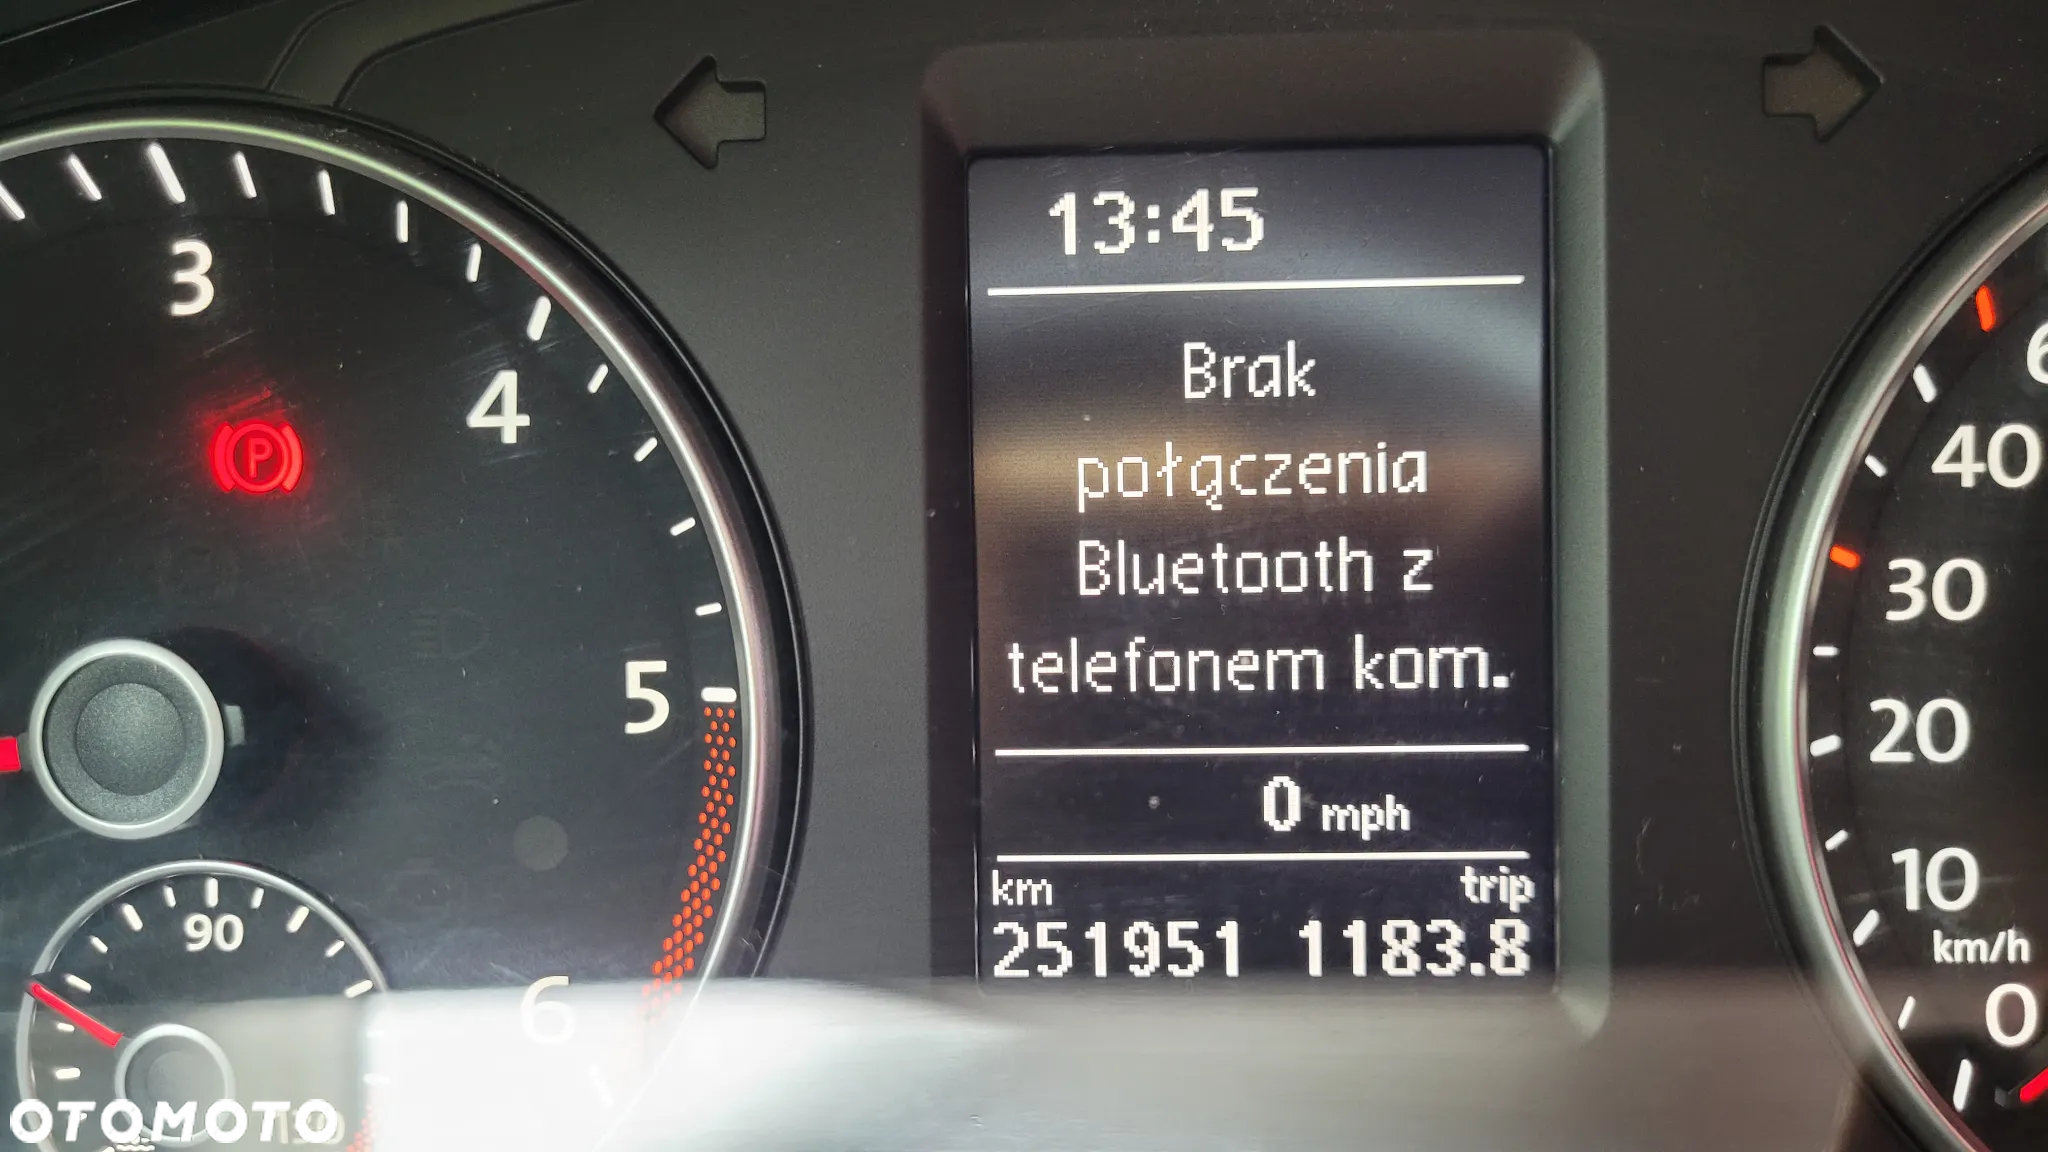 13:45
Brak
połączenia
Bluetooth z
telefonem kom.
0 mph
km trip
251951 1183.8
3
4
5
6
P
90
130
40
30
20
10
km/h
0
OTOMOTO